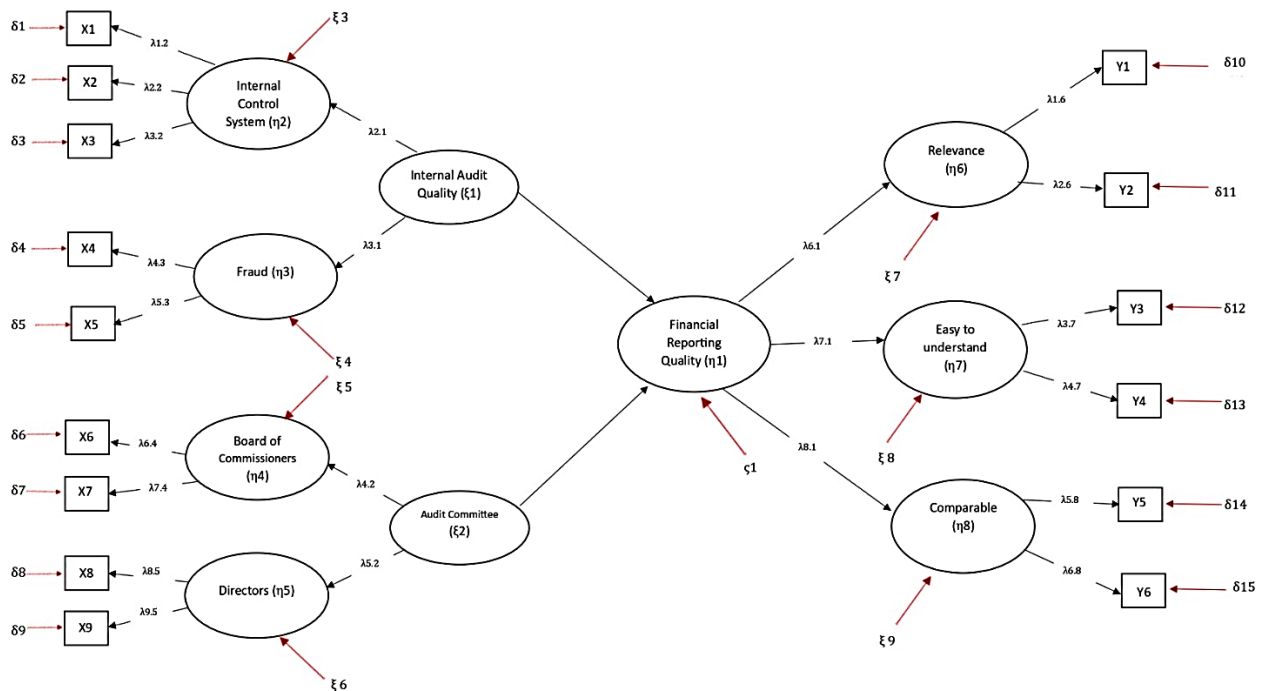 δ1
X1
λ1.2
ξ 3
δ2
X2
λ2.2
Internal
Control
System (η2)
δ3
X3
λ3.2
λ2.1
Internal Audit
Quality (ξ1)
λ3.1
δ4
X4
λ4.3
Fraud (η3)
δ5
X5
λ5.3
ξ 4
ξ 5
δ6
X6
λ6.4
Board of
Commissioners
(η4)
δ7
X7
λ7.4
λ4.2
Audit Committee
(ξ2)
λ5.2
δ8
X8
λ8.5
Directors (η5)
δ9
X9
λ9.5
ξ 6
Financial
Reporting
Quality (η1)
ς1
λ6.1
λ7.1
λ8.1
Relevance
(η6)
ξ 7
λ1.6
Y1
δ10
λ2.6
Y2
δ11
Easy to
understand
(η7)
ξ 8
λ3.7
Y3
δ12
λ4.7
Y4
δ13
Comparable
(η8)
ξ 9
λ5.8
Y5
δ14
λ6.8
Y6
δ15